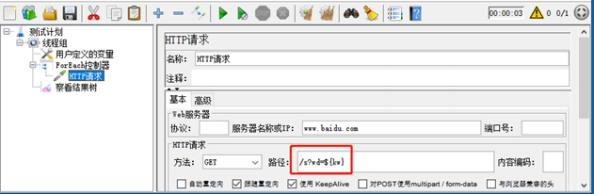 00:00:03 0 0/1
测试计划
线程组
用户定义的变量
ForEach控制器
HTTP请求
察看结果树
HTTP请求
名称: HTTP请求
注释:
基本 高级
Web服务器
协议: 服务器名称或IP: www.baidu.com 端口号:
HTTP请求
方法: GET 路径: /s?wd=${kw} 内容编码:
自动重定向 跟随重定向 使用 KeepAlive 对POST使用multipart / form-data 与浏览器兼容的头